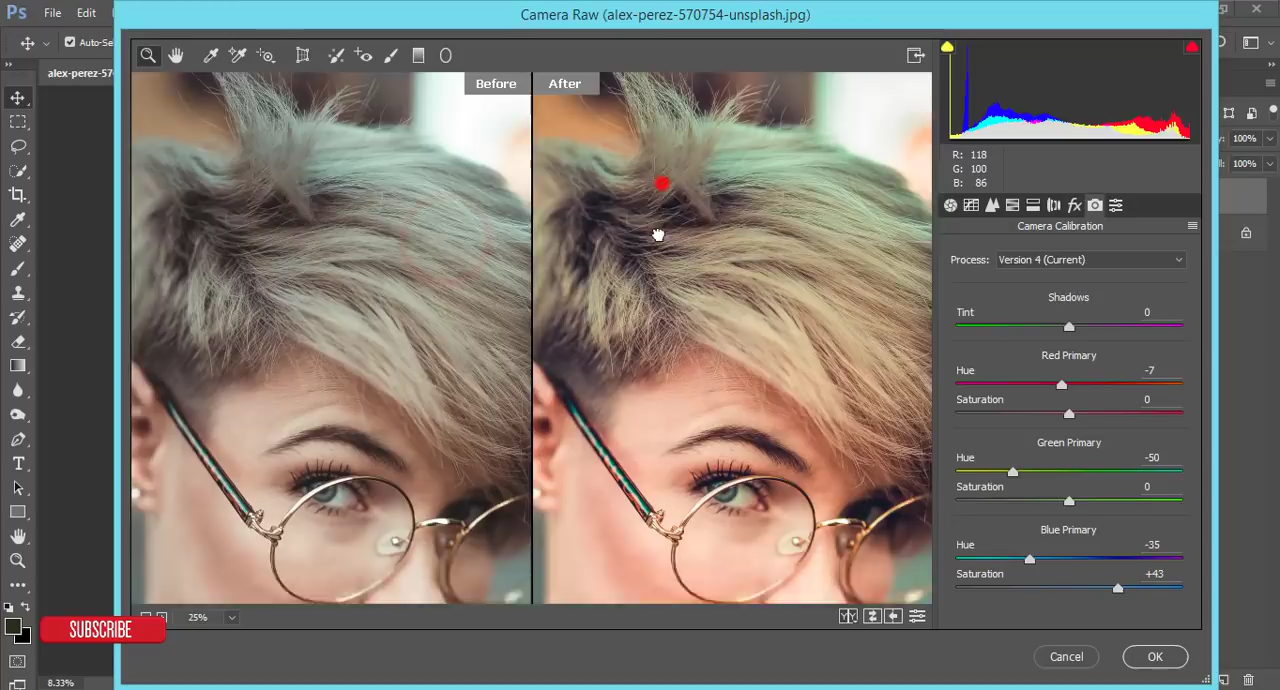 Camera Raw (alex-perez-570754-unsplash.jpg)
Ps File Edit
Auto-Se
alex-perez-57
Before After
R: 118
G: 100
B: 86
100%
100%
Camera Calibration
Process: Version 4 (Current)
Shadows
Tint 0
Red Primary
Hue -7
Saturation 0
Green Primary
Hue -50
Saturation 0
Blue Primary
Hue -35
Saturation +43
25%
SUBSCRIBE
Cancel OK
8.33%